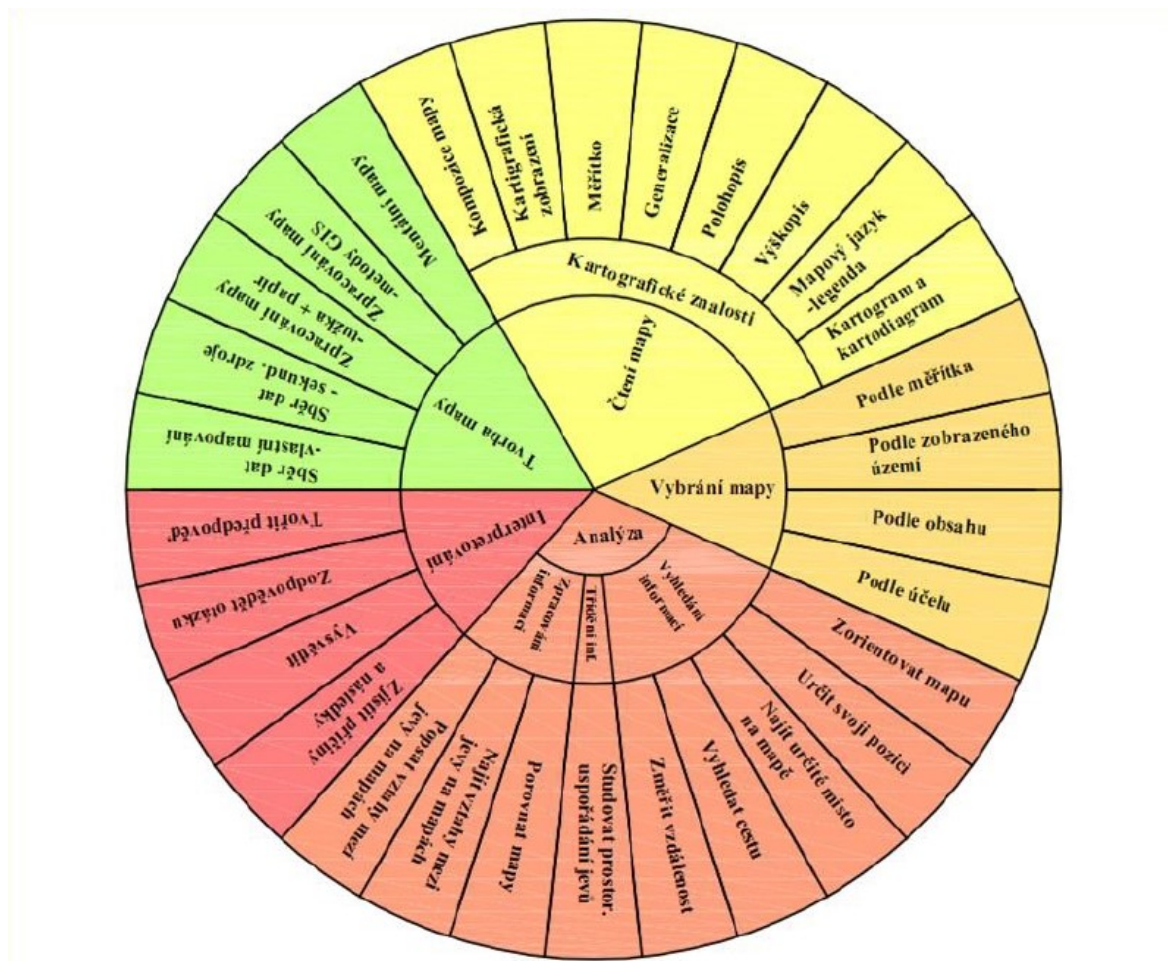 Čtení mapy
Kartografické znalosti
Kompozice mapy
Kartigrafická
zobrazení
Měřítko
Generalizace
Polohopis
Výškopis
Mapový jazyk
-legenda
Kartogram a
kartodiagram
Vybrání mapy
Podle měřítka
Podle zobrazeného
území
Podle obsahu
Podle účelu
Analýza
Vyhledání
informací
Třídění inf.
Zpracování
informací
Zorientovat mapu
Určit svoji pozici
Najít určité místo
na mapě
Vyhledat cestu
Změřit vzdálenost
Studovat prostor.
uspořádání jevů
Porovnat mapy
Najít vztahy mezi
jevy na mapách
Popsat vztahy mezi
jevy na mapách
Interpretování
Zjistit příčiny
a následky
Vysvětlit
Zodpovědět otázku
Tvořit předpověď
Tvorba mapy
Sběr dat
-vlastní mapování
Sběr dat
- sekund. zdroje
Zpracování mapy
-tužka + papír
Zpracování mapy
-metody GIS
Mentální mapy